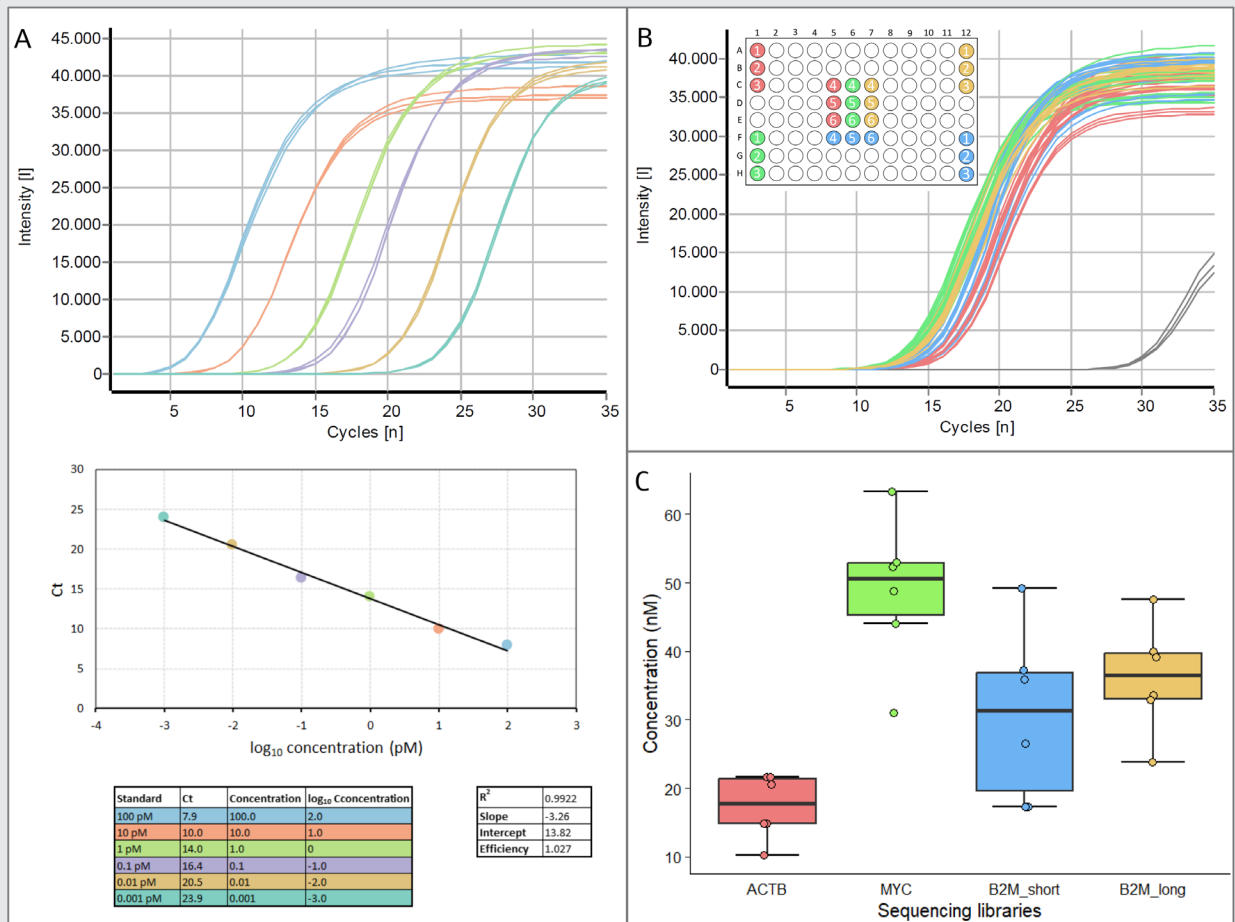 A
Intensity [I]
45.000
40.000
35.000
30.000
25.000
20.000
15.000
10.000
5.000
0
5 10 15 20 25 30 35
Cycles [n]
Ct
30
25
20
15
10
5
0
-4 -3 -2 -1 0 1 2 3
log10 concentration (pM)
Standard Ct Concentration log10 Cconcentration
100 pM 7.9 100.0 2.0
10 pM 10.0 10.0 1.0
1 pM 14.0 1.0 0
0.1 pM 16.4 0.1 -1.0
0.01 pM 20.5 0.01 -2.0
0.001 pM 23.9 0.001 -3.0
R2 0.9922
Slope -3.26
Intercept 13.82
Efficiency 1.027
B
Intensity [I]
40.000
35.000
30.000
25.000
20.000
15.000
10.000
5.000
0
1 2 3 4 5 6 7 8 9 10 11 12
A 1 1
B 2 2
C 3 4 4 4 3
D 5 5 5
E 6 6 6
F 1 4 5 6 1
G 2 2
H 3 3
5 10 15 20 25 30 35
Cycles [n]
C
Concentration (nM)
60
50
40
30
20
10
ACTB MYC B2M_short B2M_long
Sequencing libraries